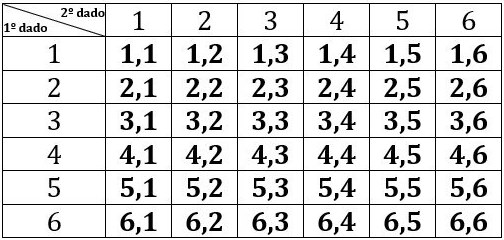 2º dado
1º dado 1 2 3 4 5 6
1 1,1 1,2 1,3 1,4 1,5 1,6
2 2,1 2,2 2,3 2,4 2,5 2,6
3 3,1 3,2 3,3 3,4 3,5 3,6
4 4,1 4,2 4,3 4,4 4,5 4,6
5 5,1 5,2 5,3 5,4 5,5 5,6
6 6,1 6,2 6,3 6,4 6,5 6,6